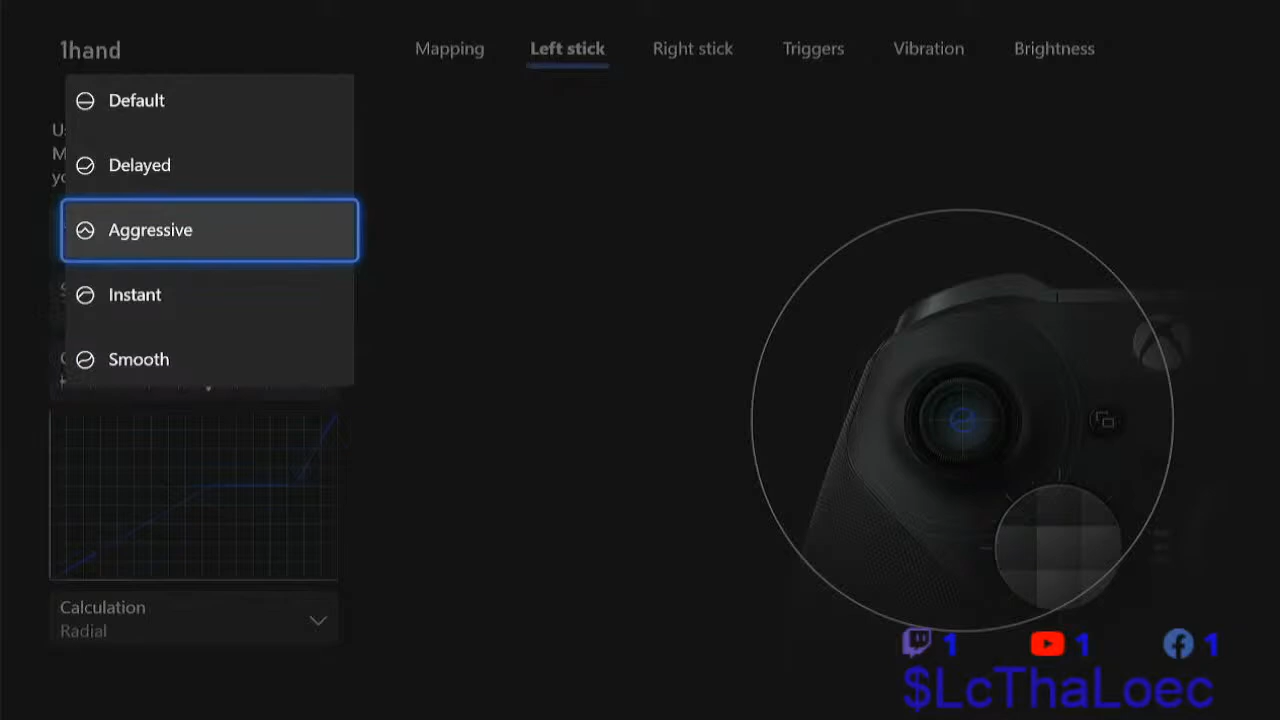 1hand
Mapping
Left stick
Right stick
Triggers
Vibration
Brightness
Default
Delayed
Aggressive
Instant
Smooth
Calculation
Radial
1
1
1
$LcThaLoec